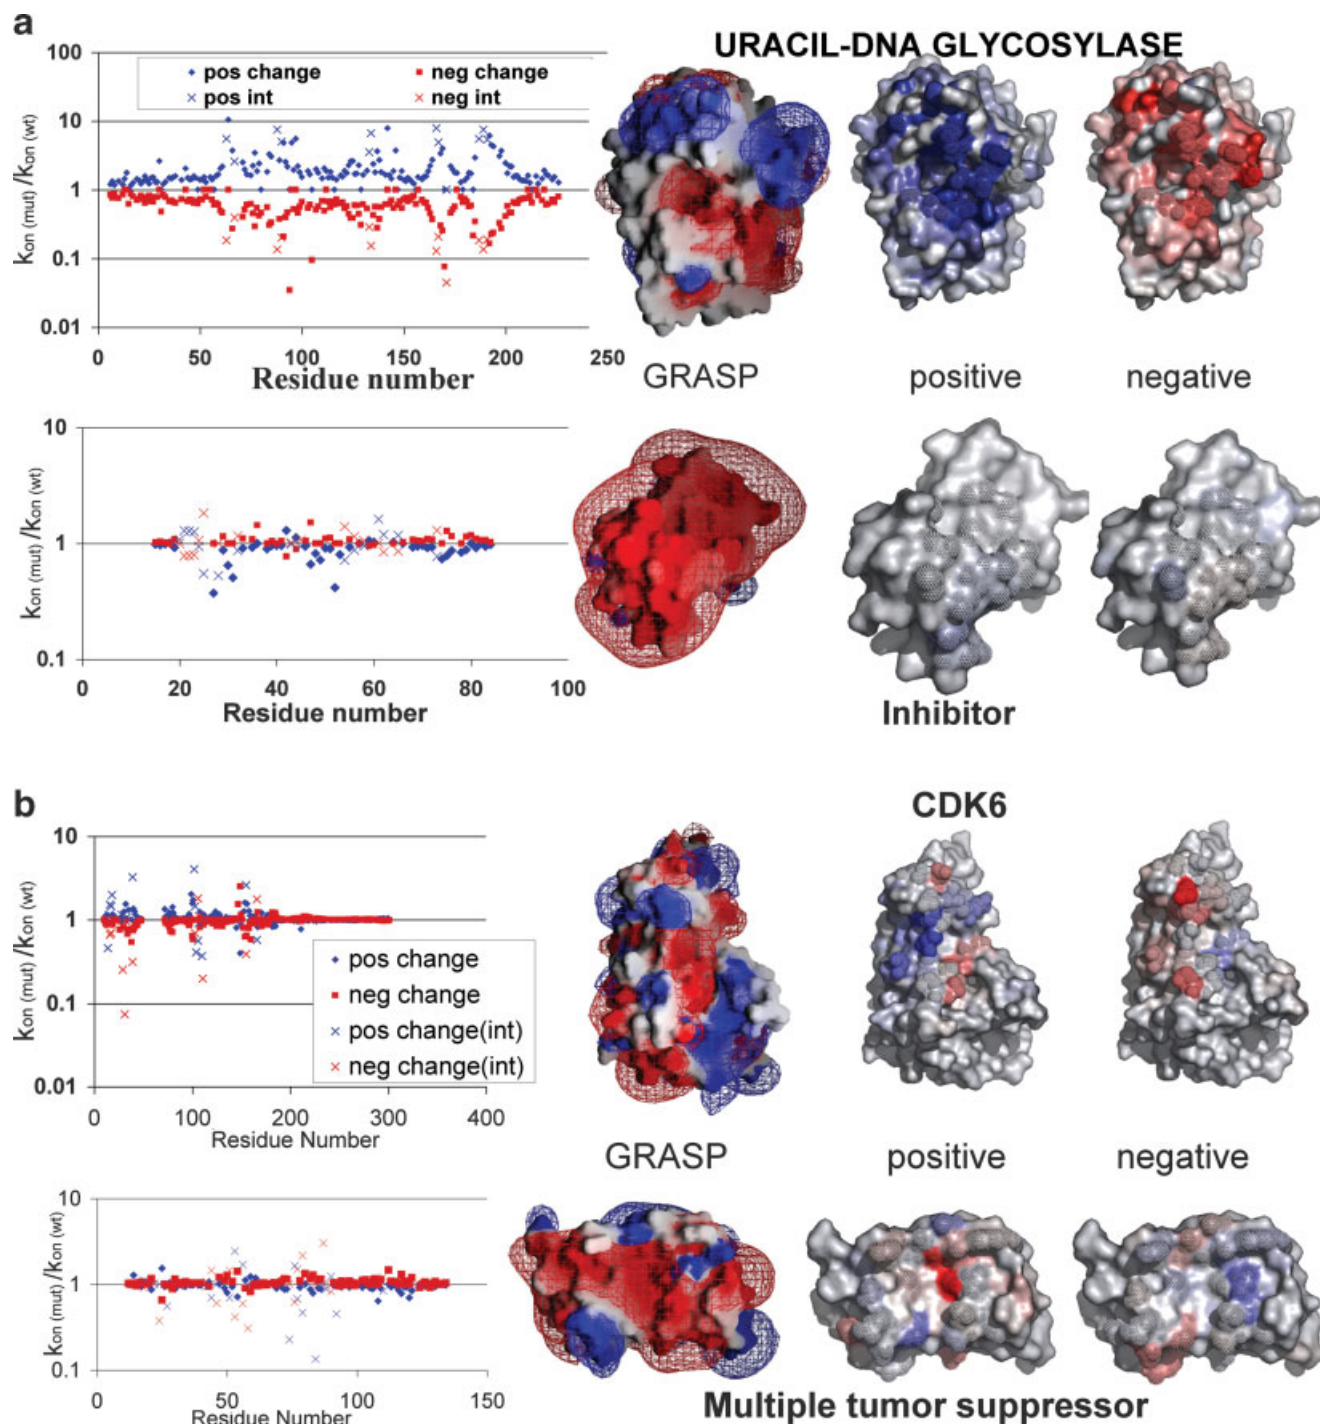 a
URACIL-DNA GLYCOSYLASE
100
10
1
0.1
0.01
kon (mut) /kon (wt)
pos change
neg change
pos int
neg int
0 50 100 150 200 250
Residue number
GRASP positive negative
10
1
0.1
kon (mut) /kon (wt)
0 20 40 60 80 100
Residue number
Inhibitor
b
CDK6
10
1
0.1
0.01
kon (mut) /kon (wt)
pos change
neg change
pos change(int)
neg change(int)
0 100 200 300 400
Residue Number
GRASP positive negative
10
1
0.1
kon (mut) /kon (wt)
0 50 100 150
Residue Number
Multiple tumor suppressor